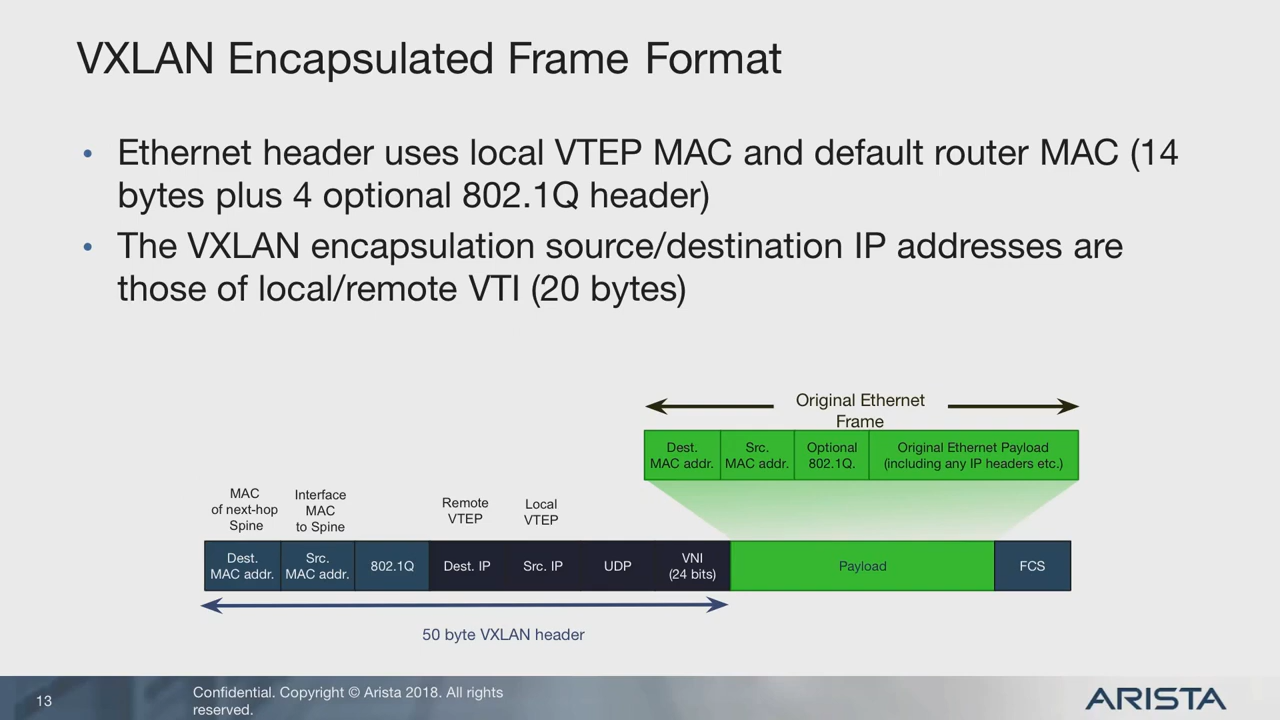 VXLAN Encapsulated Frame Format
• Ethernet header uses local VTEP MAC and default router MAC (14
bytes plus 4 optional 802.1Q header)
• The VXLAN encapsulation source/destination IP addresses are
those of local/remote VTI (20 bytes)
Original Ethernet
Frame
Dest.
MAC addr.
Src.
MAC addr.
Optional
802.1Q.
Original Ethernet Payload
(including any IP headers etc.)
MAC
of next-hop
Spine
Interface
MAC
to Spine
Remote
VTEP
Local
VTEP
Dest.
MAC addr.
Src.
MAC addr.
802.1Q
Dest. IP
Src. IP
UDP
VNI
(24 bits)
Payload
FCS
50 byte VXLAN header
13
Confidential. Copyright © Arista 2018. All rights
reserved.
ARISTA